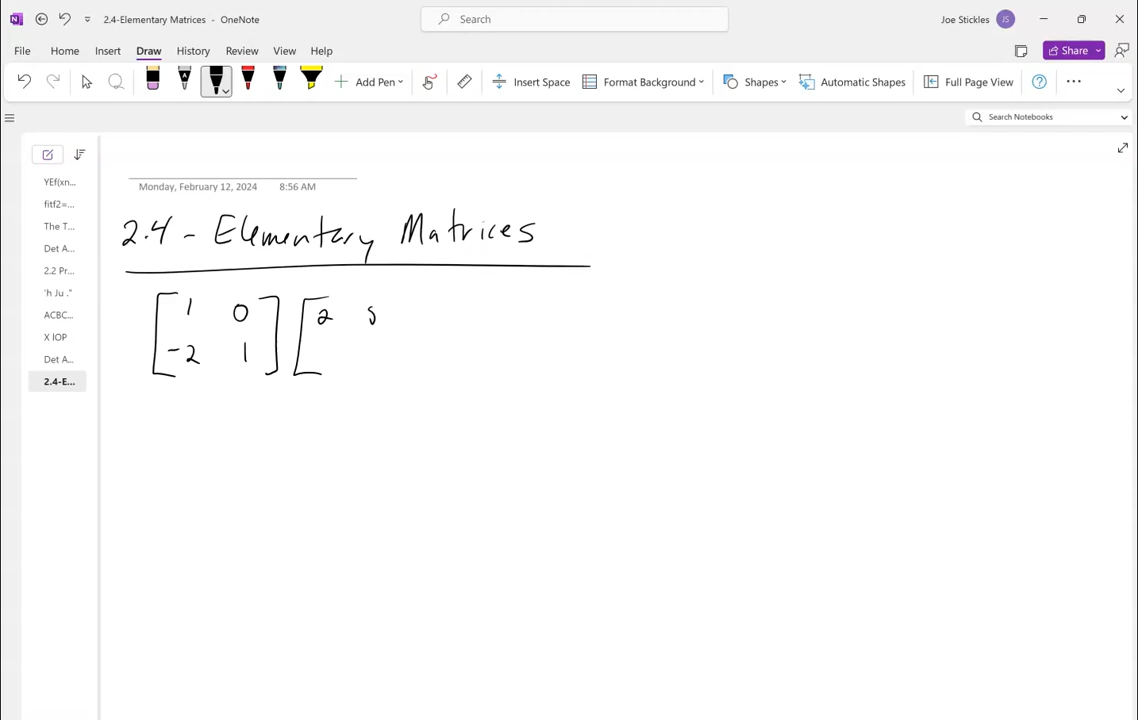 2.4-Elementary Matrices - OneNote
Search
Joe Stickles
JS
File Home Insert Draw History Review View Help
Share
Add Pen
Insert Space
Format Background
Shapes
Automatic Shapes
Full Page View
Search Notebooks
YEf(xn...
fitf2=...
The T...
Det A...
2.2 Pr...
'h Ju ."
ACBC...
X IOP
Det A...
2.4-E...
Monday, February 12, 2024 8:56 AM
2.4 - Elementary Matrices
[ 1 0 ] [ 2
-2 1